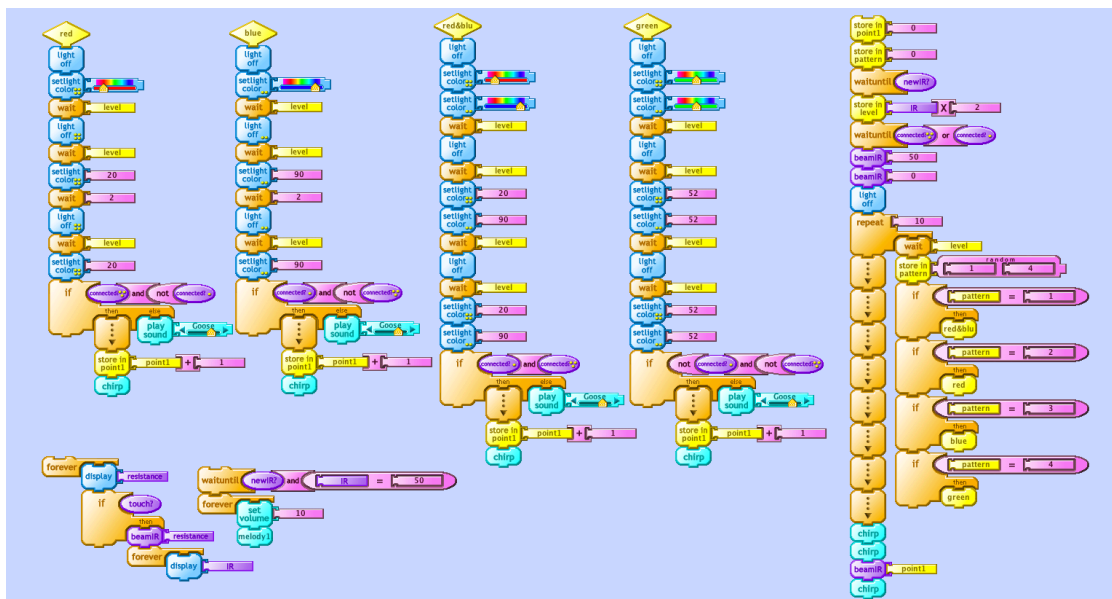 red
light
off
setlight
color
wait level
light
off
wait level
setlight
color 20
wait 2
light
off
wait level
setlight
color 20
if connected? and not connected?
then else
play
sound Goose
store in
point1 point1 + 1
chirp
blue
light
off
setlight
color
wait level
light
off
wait level
setlight
color 90
wait 2
light
off
wait level
setlight
color 90
if connected? and not connected?
then else
play
sound Goose
store in
point1 point1 + 1
chirp
red&blu
light
off
setlight
color
setlight
color
wait level
light
off
wait level
setlight
color 20
setlight
color 90
wait level
light
off
wait level
setlight
color 20
setlight
color 90
if connected? and connected?
then else
play
sound Goose
store in
point1 point1 + 1
chirp
green
light
off
setlight
color
setlight
color
wait level
light
off
wait level
setlight
color 52
setlight
color 52
wait level
light
off
wait level
setlight
color 52
setlight
color 52
if not connected? and not connected?
then else
play
sound Goose
store in
point1 point1 + 1
chirp
store in
point1 0
store in
pattern 0
waituntil newIR?
store in
level IR X 2
waituntil connected? or connected?
beamIR 50
beamIR 0
light
off
repeat 10
wait level
store in
pattern random 1 4
if pattern = 1
then
red&blu
if pattern = 2
then
red
if pattern = 3
then
blue
if pattern = 4
then
green
chirp
chirp
beamIR point1
chirp
forever
display resistance
if touch?
then
beamIR resistance
forever
display IR
waituntil newIR? and IR = 50
forever
set
volume 10
melody1